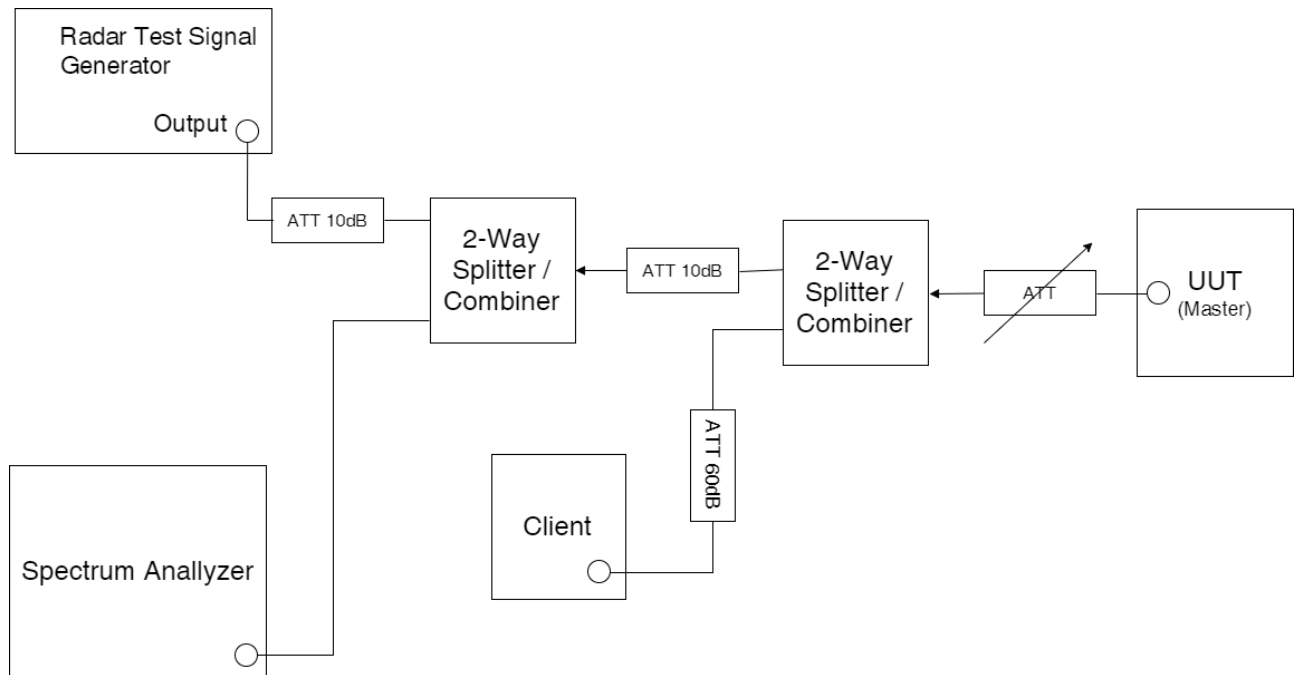 Radar Test Signal
Generator
Output
ATT 10dB
2-Way
Splitter /
Combiner
ATT 10dB
2-Way
Splitter /
Combiner
ATT
UUT
(Master)
ATT 60dB
Client
Spectrum Anallyzer